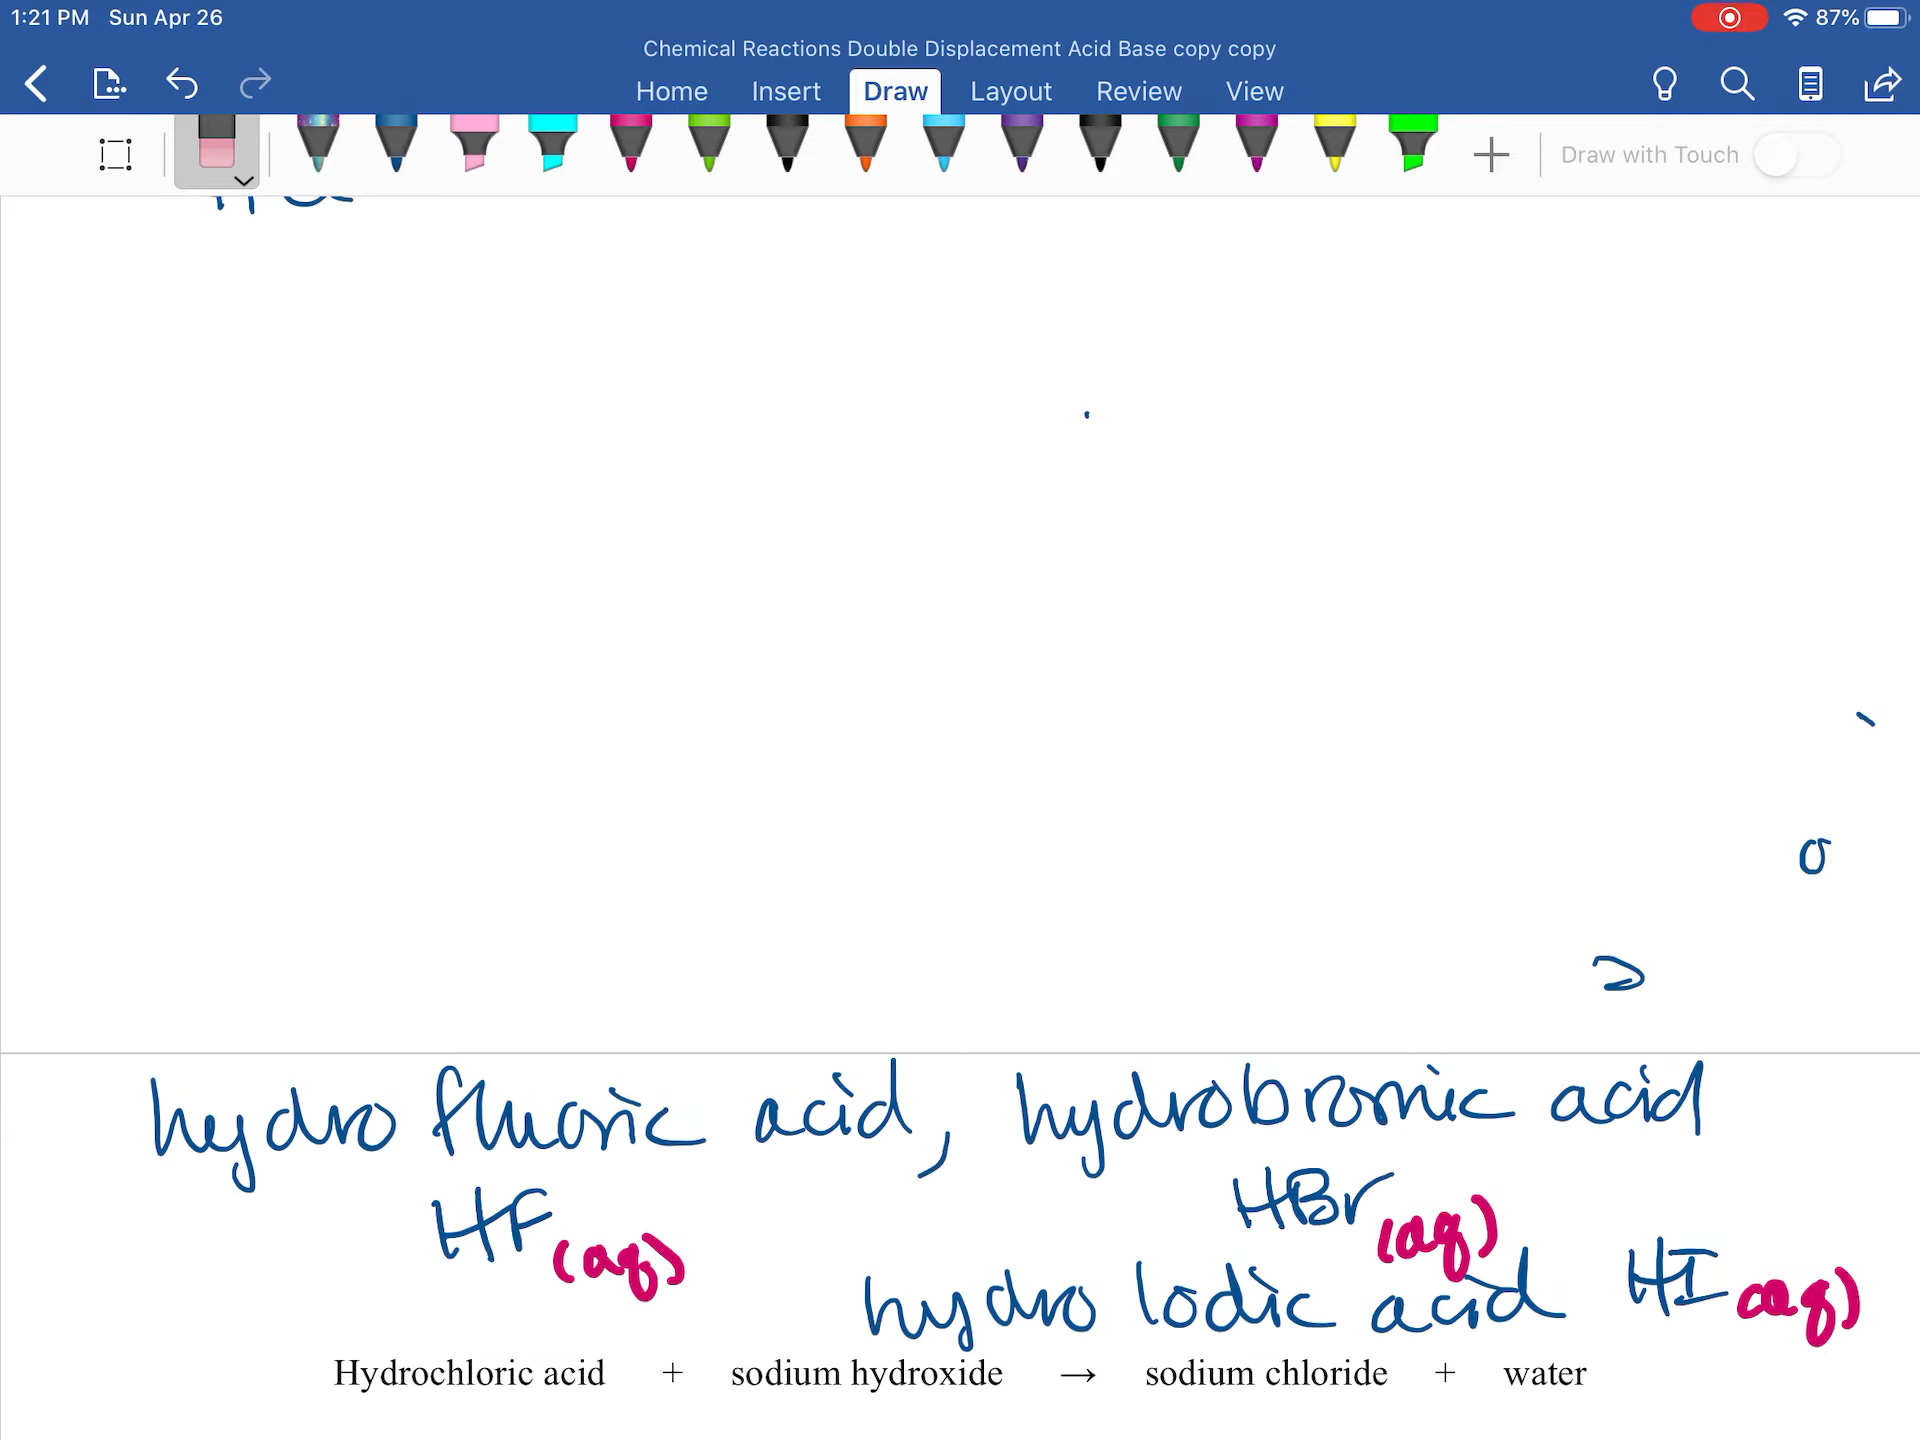 1:21 PM Sun Apr 26 87%
Chemical Reactions Double Displacement Acid Base copy copy
Home Insert Draw Layout Review View
Draw with Touch
hydro fluoric acid, hydrobromic acid
HF(aq) HBr(aq)
hydro Iodic acid HI(aq)
Hydrochloric acid + sodium hydroxide → sodium chloride + water